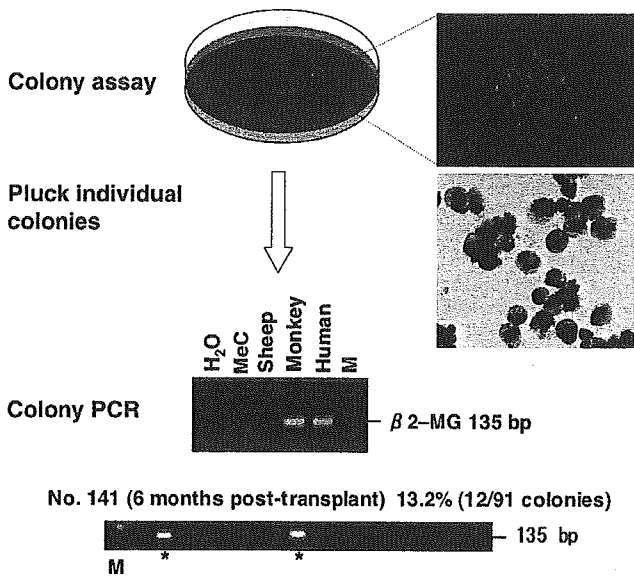 Colony assay
Pluck individual
colonies
H2O
MeC
Sheep
Monkey
Human
M
Colony PCR
β2–MG 135 bp
No. 141 (6 months post-transplant) 13.2% (12/91 colonies)
135 bp
M
*
*